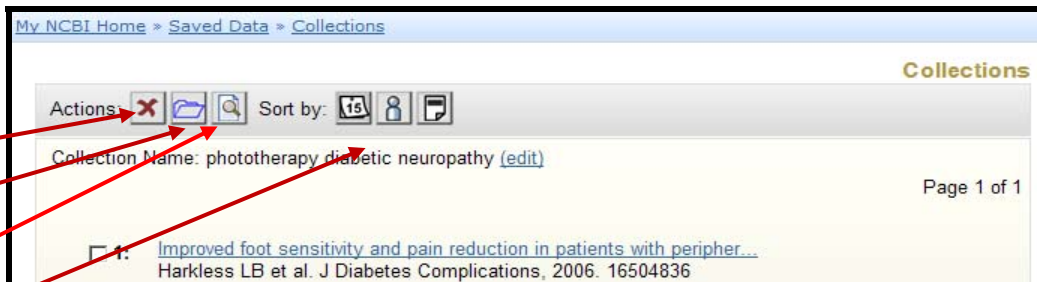 My NCBI Home » Saved Data » Collections
Collections
Actions: Sort by: 15
Collection Name: phototherapy diabetic neuropathy (edit)
Page 1 of 1
1: Improved foot sensitivity and pain reduction in patients with peripher...
Harkless LB et al. J Diabetes Complications, 2006. 16504836